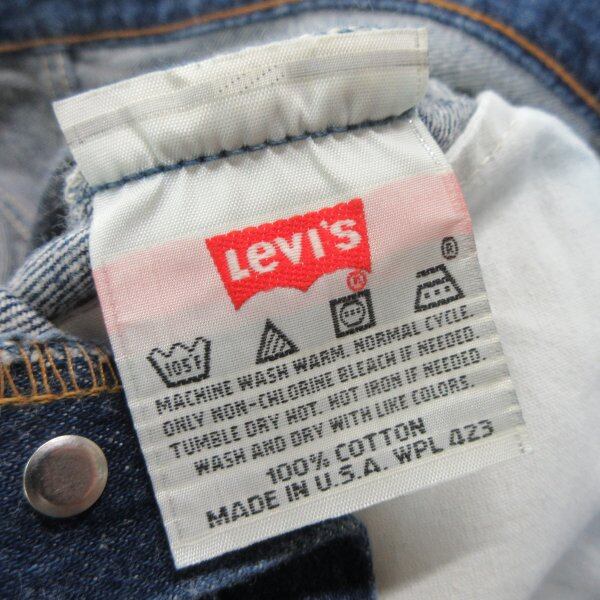 Levi's
®
®
105°
MACHINE WASH WARM. NORMAL CYCLE.
ONLY NON-CHLORINE BLEACH IF NEEDED.
TUMBLE DRY HOT. HOT IRON IF NEEDED.
WASH AND DRY WITH LIKE COLORS.
100% COTTON
MADE IN U.S.A. WPL 423